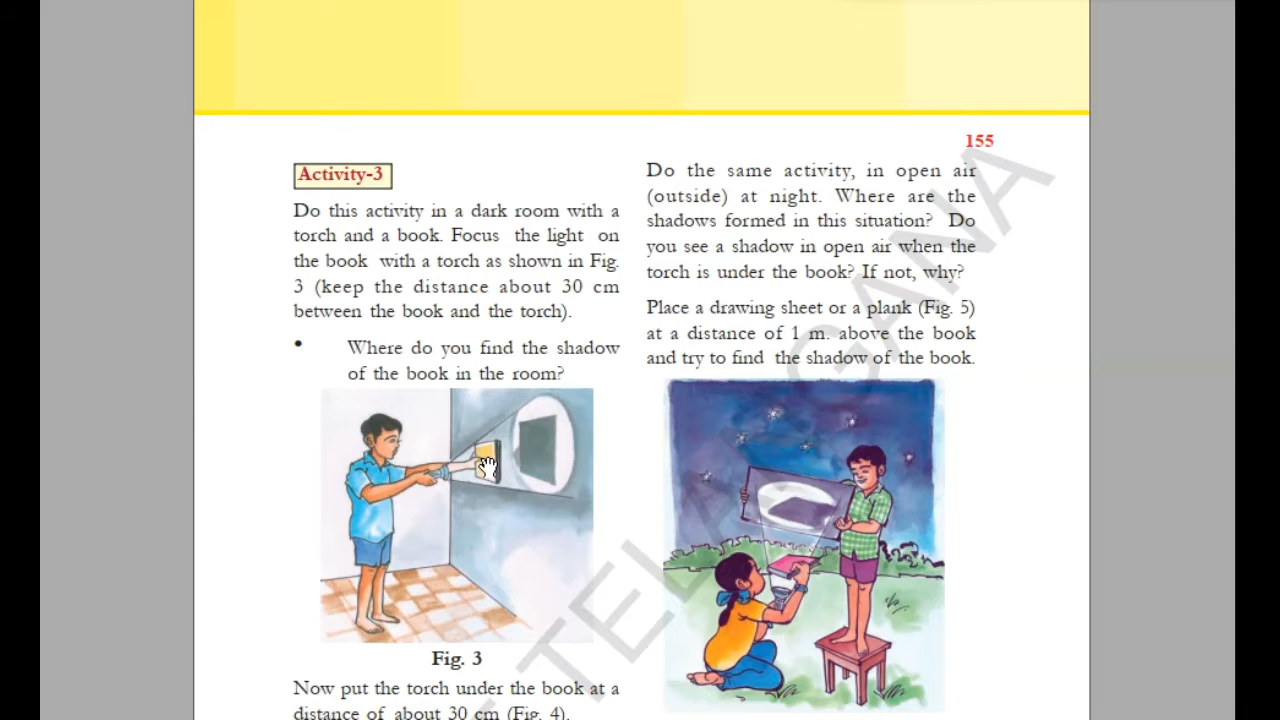 155
Activity-3
Do this activity in a dark room with a
torch and a book. Focus the light on
the book with a torch as shown in Fig.
3 (keep the distance about 30 cm
between the book and the torch).
• Where do you find the shadow
of the book in the room?
Fig. 3
Now put the torch under the book at a
distance of about 30 cm (Fig. 4).
Do the same activity, in open air
(outside) at night. Where are the
shadows formed in this situation? Do
you see a shadow in open air when the
torch is under the book? If not, why?
Place a drawing sheet or a plank (Fig. 5)
at a distance of 1 m. above the book
and try to find the shadow of the book.
TELANGANA